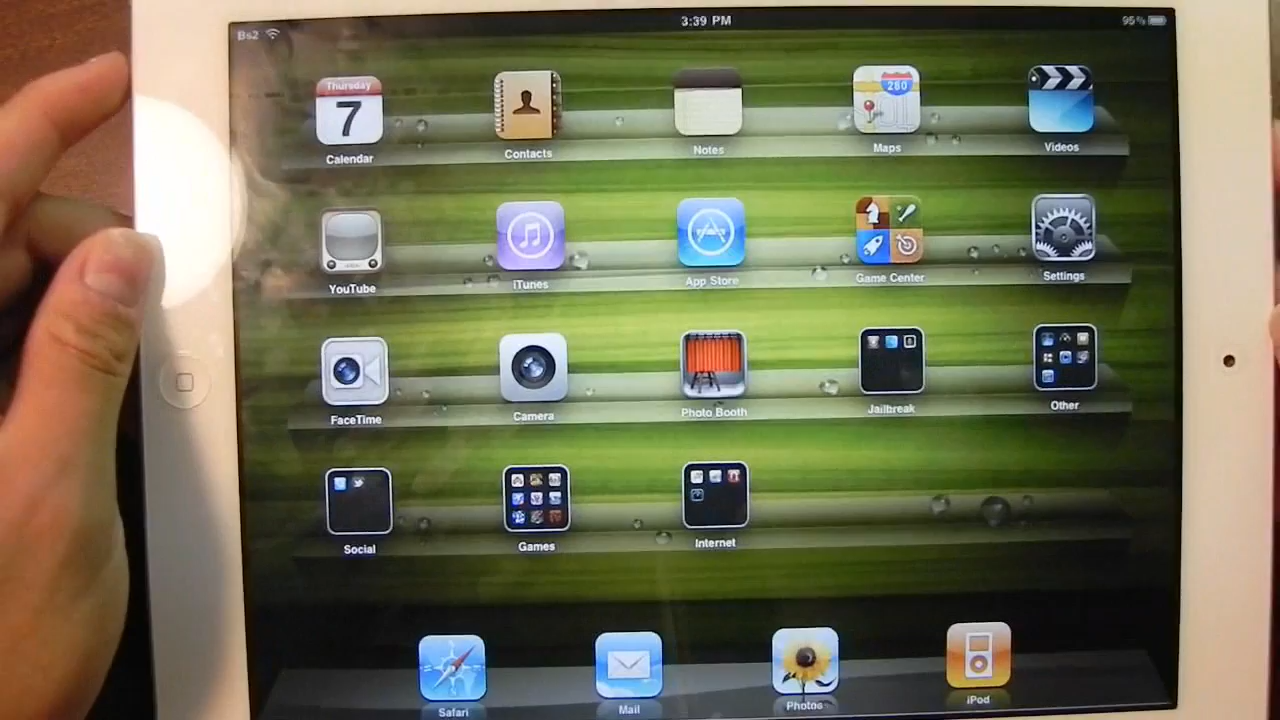 Bs2
3:39 PM
95%
Thursday
7
280
Calendar
Contacts
Notes
Maps
Videos
YouTube
iTunes
App Store
Game Center
Settings
FaceTime
Camera
Photo Booth
Jailbreak
Other
Social
Games
Internet
Safari
Mail
Photos
iPod